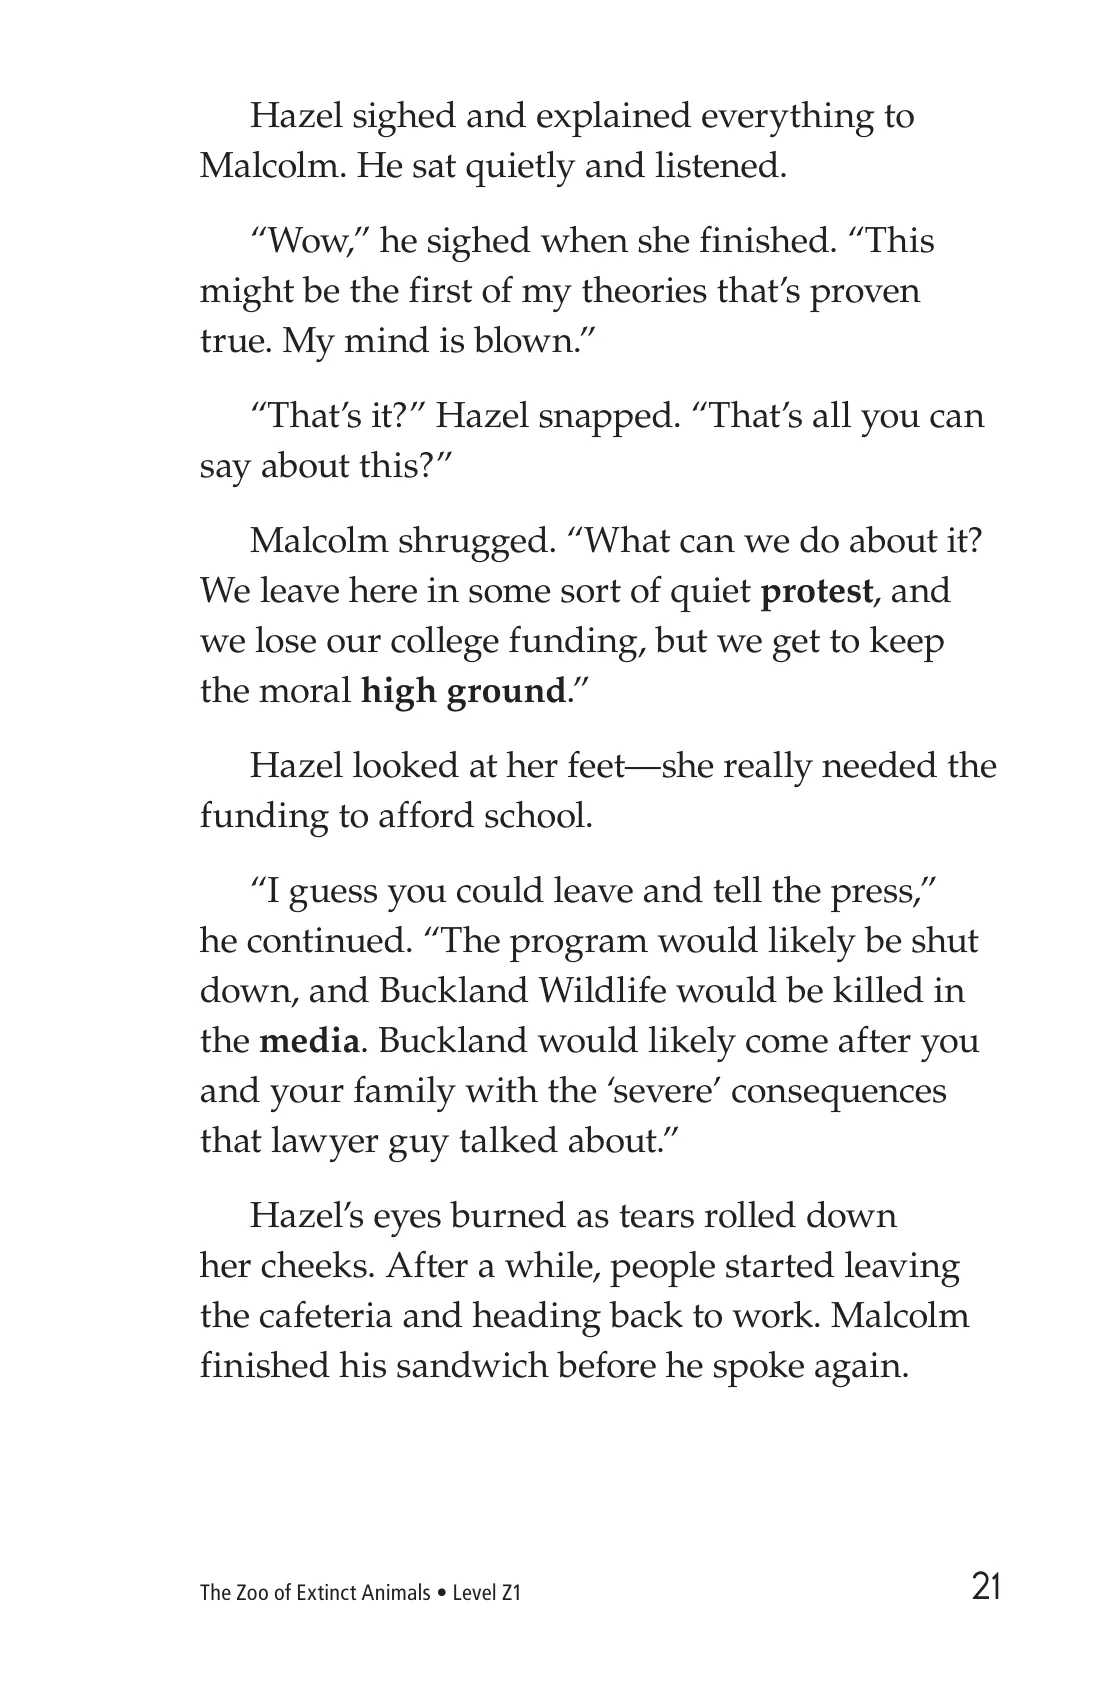 Hazel sighed and explained everything to
Malcolm. He sat quietly and listened.
“Wow,” he sighed when she finished. “This
might be the first of my theories that’s proven
true. My mind is blown.”
“That’s it?” Hazel snapped. “That’s all you can
say about this?”
Malcolm shrugged. “What can we do about it?
We leave here in some sort of quiet protest, and
we lose our college funding, but we get to keep
the moral high ground.”
Hazel looked at her feet—she really needed the
funding to afford school.
“I guess you could leave and tell the press,”
he continued. “The program would likely be shut
down, and Buckland Wildlife would be killed in
the media. Buckland would likely come after you
and your family with the ‘severe’ consequences
that lawyer guy talked about.”
Hazel’s eyes burned as tears rolled down
her cheeks. After a while, people started leaving
the cafeteria and heading back to work. Malcolm
finished his sandwich before he spoke again.
The Zoo of Extinct Animals • Level Z1
21